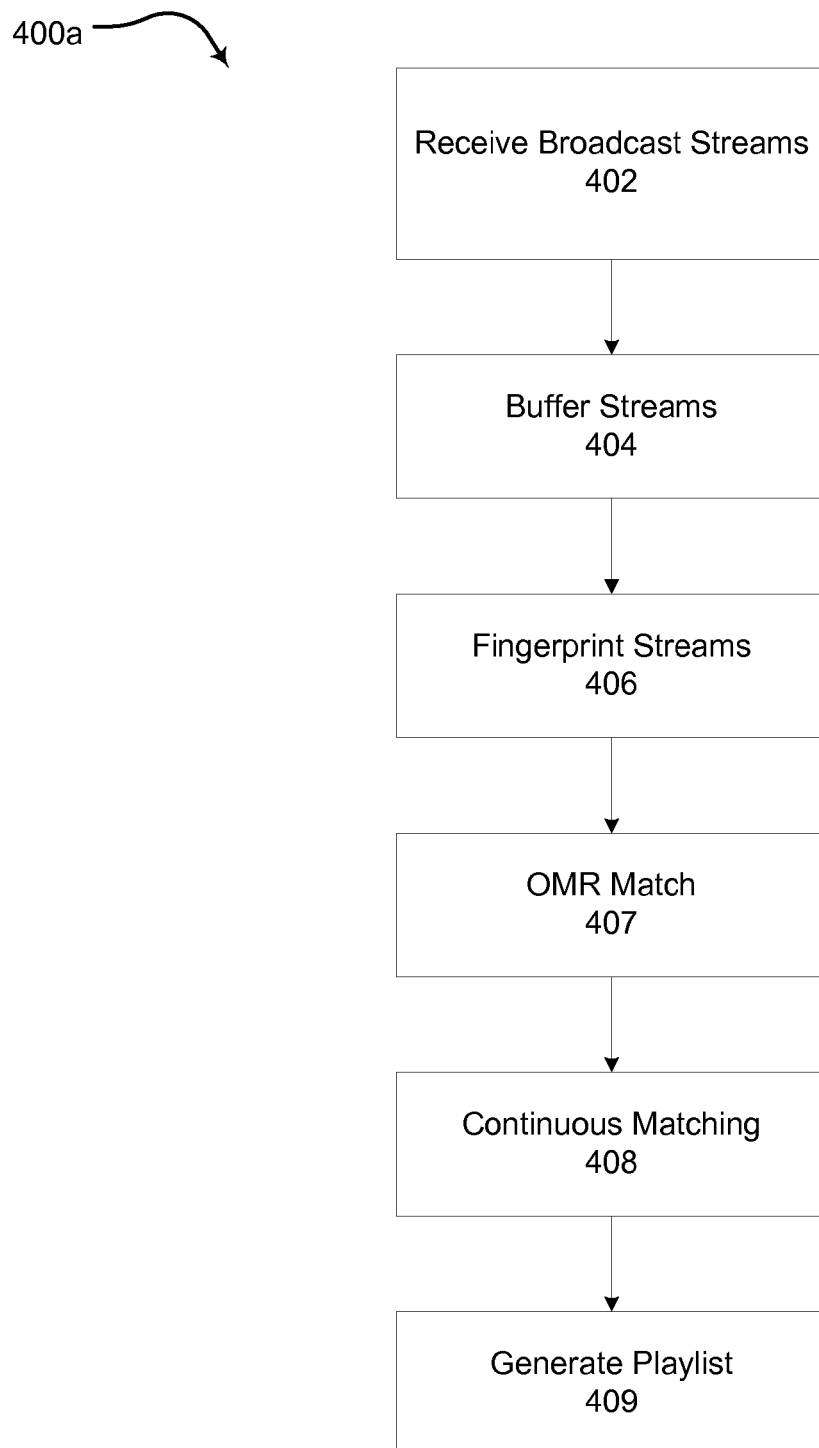 400a
Receive Broadcast Streams
402
Buffer Streams
404
Fingerprint Streams
406
OMR Match
407
Continuous Matching
408
Generate Playlist
409